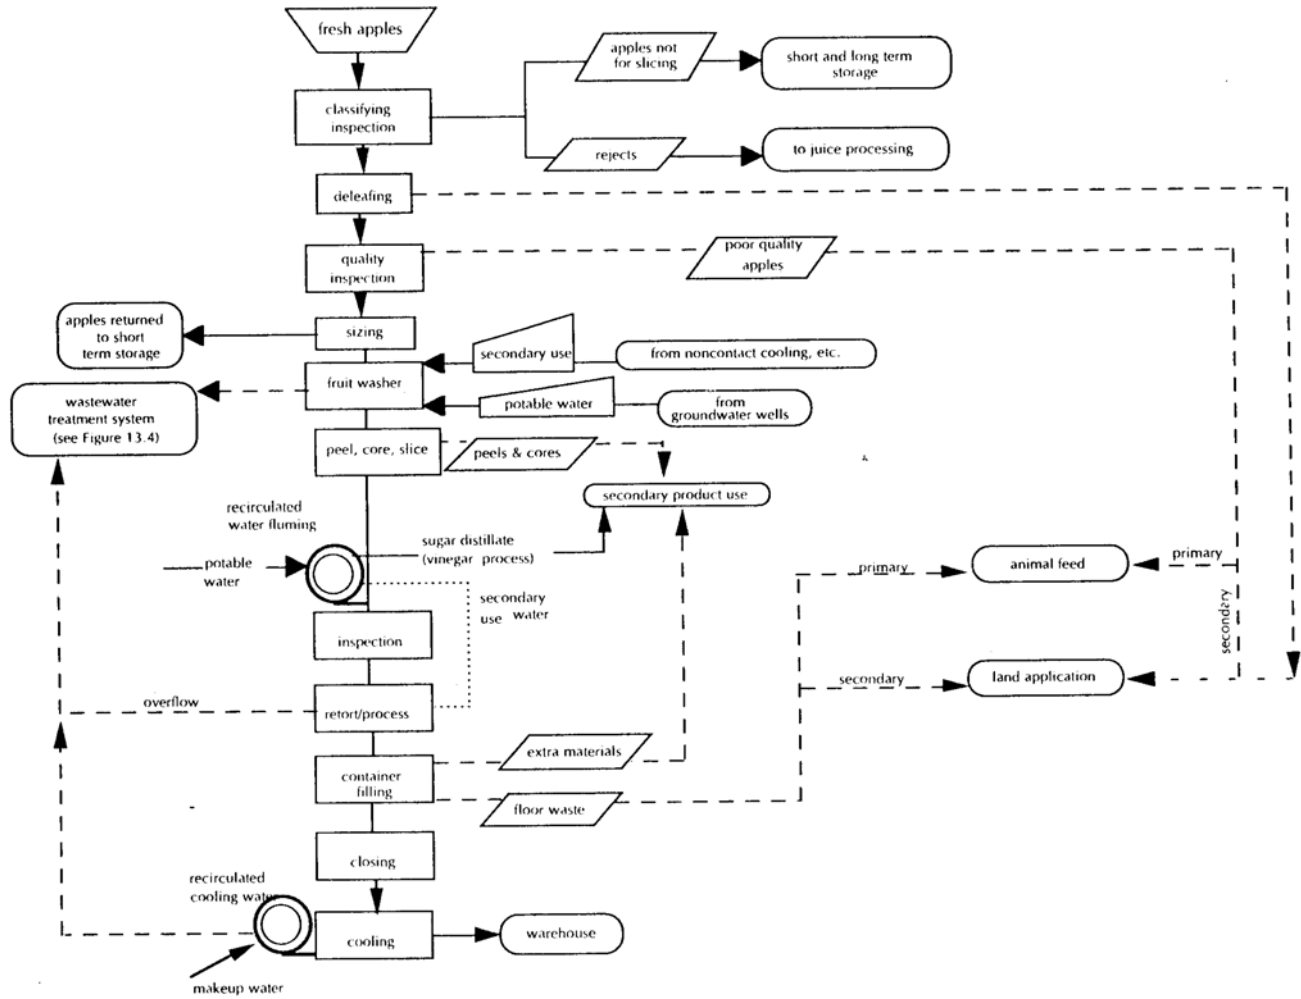 fresh apples
apples not
for slicing
short and long term
storage
classifying
inspection
rejects
to juice processing
deleafing
poor quality
apples
quality
inspection
apples returned
to short
term storage
sizing
secondary use
from noncontact cooling, etc.
fruit washer
potable water
from
groundwater wells
wastewater
treatment system
(see Figure 13.4)
peel, core, slice
peels & cores
secondary product use
recirculated
water fluming
sugar distillate
(vinegar process)
potable
water
primary
animal feed
primary
secondary
use water
secondary
inspection
secondary
land application
overflow
retort/process
extra materials
container
filling
floor waste
closing
recirculated
cooling water
cooling
warehouse
makeup water